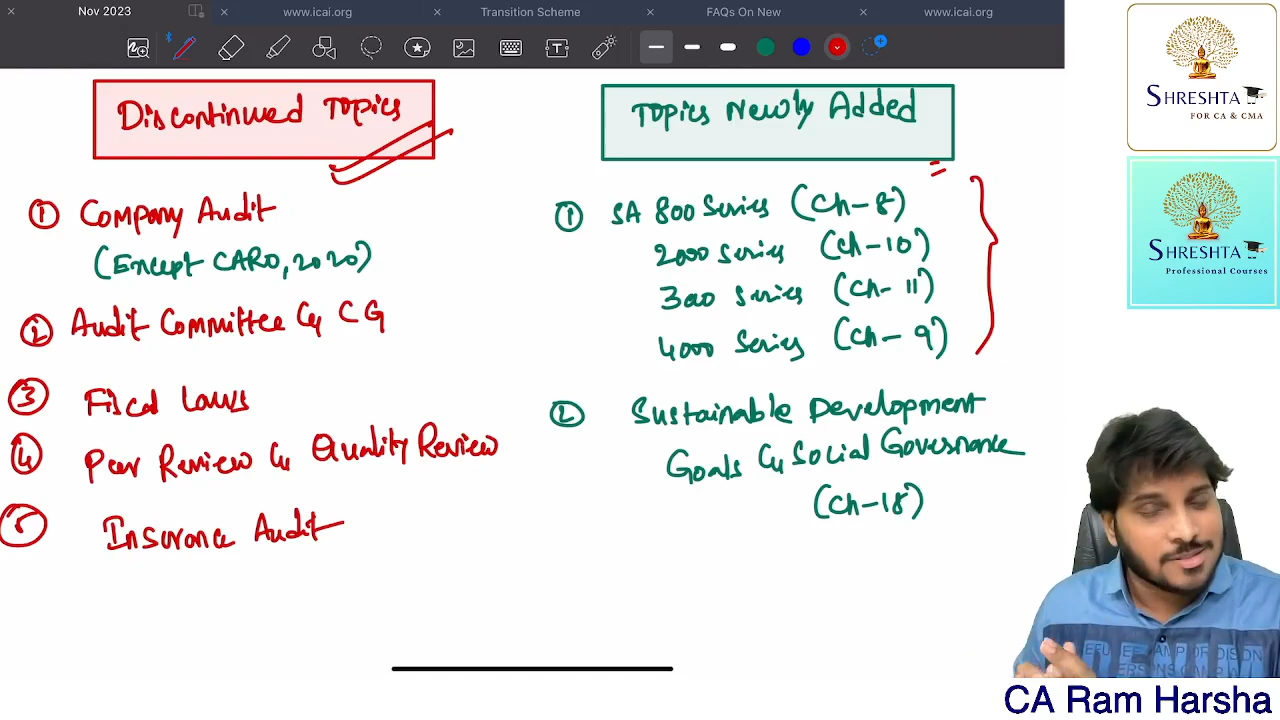 Nov 2023
www.icai.org
Transition Scheme
FAQs On New
www.icai.org
Discontinued Topics
① Company Audit
(Except CARO, 2020)
② Audit Committee & CG
③ Fiscal Laws
④ Peer Review & Quality Review
⑤ Insurance Audit
Topics Newly Added
① SA 800 Series (Ch-8)
2000 Series (Ch-10)
3000 Series (Ch-11)
4000 Series (Ch-9)
② Sustainable Development
Goals & Social Governance
(Ch-18)
SHRESHTA
FOR CA & CMA
SHRESHTA
Professional Courses
CA Ram Harsha